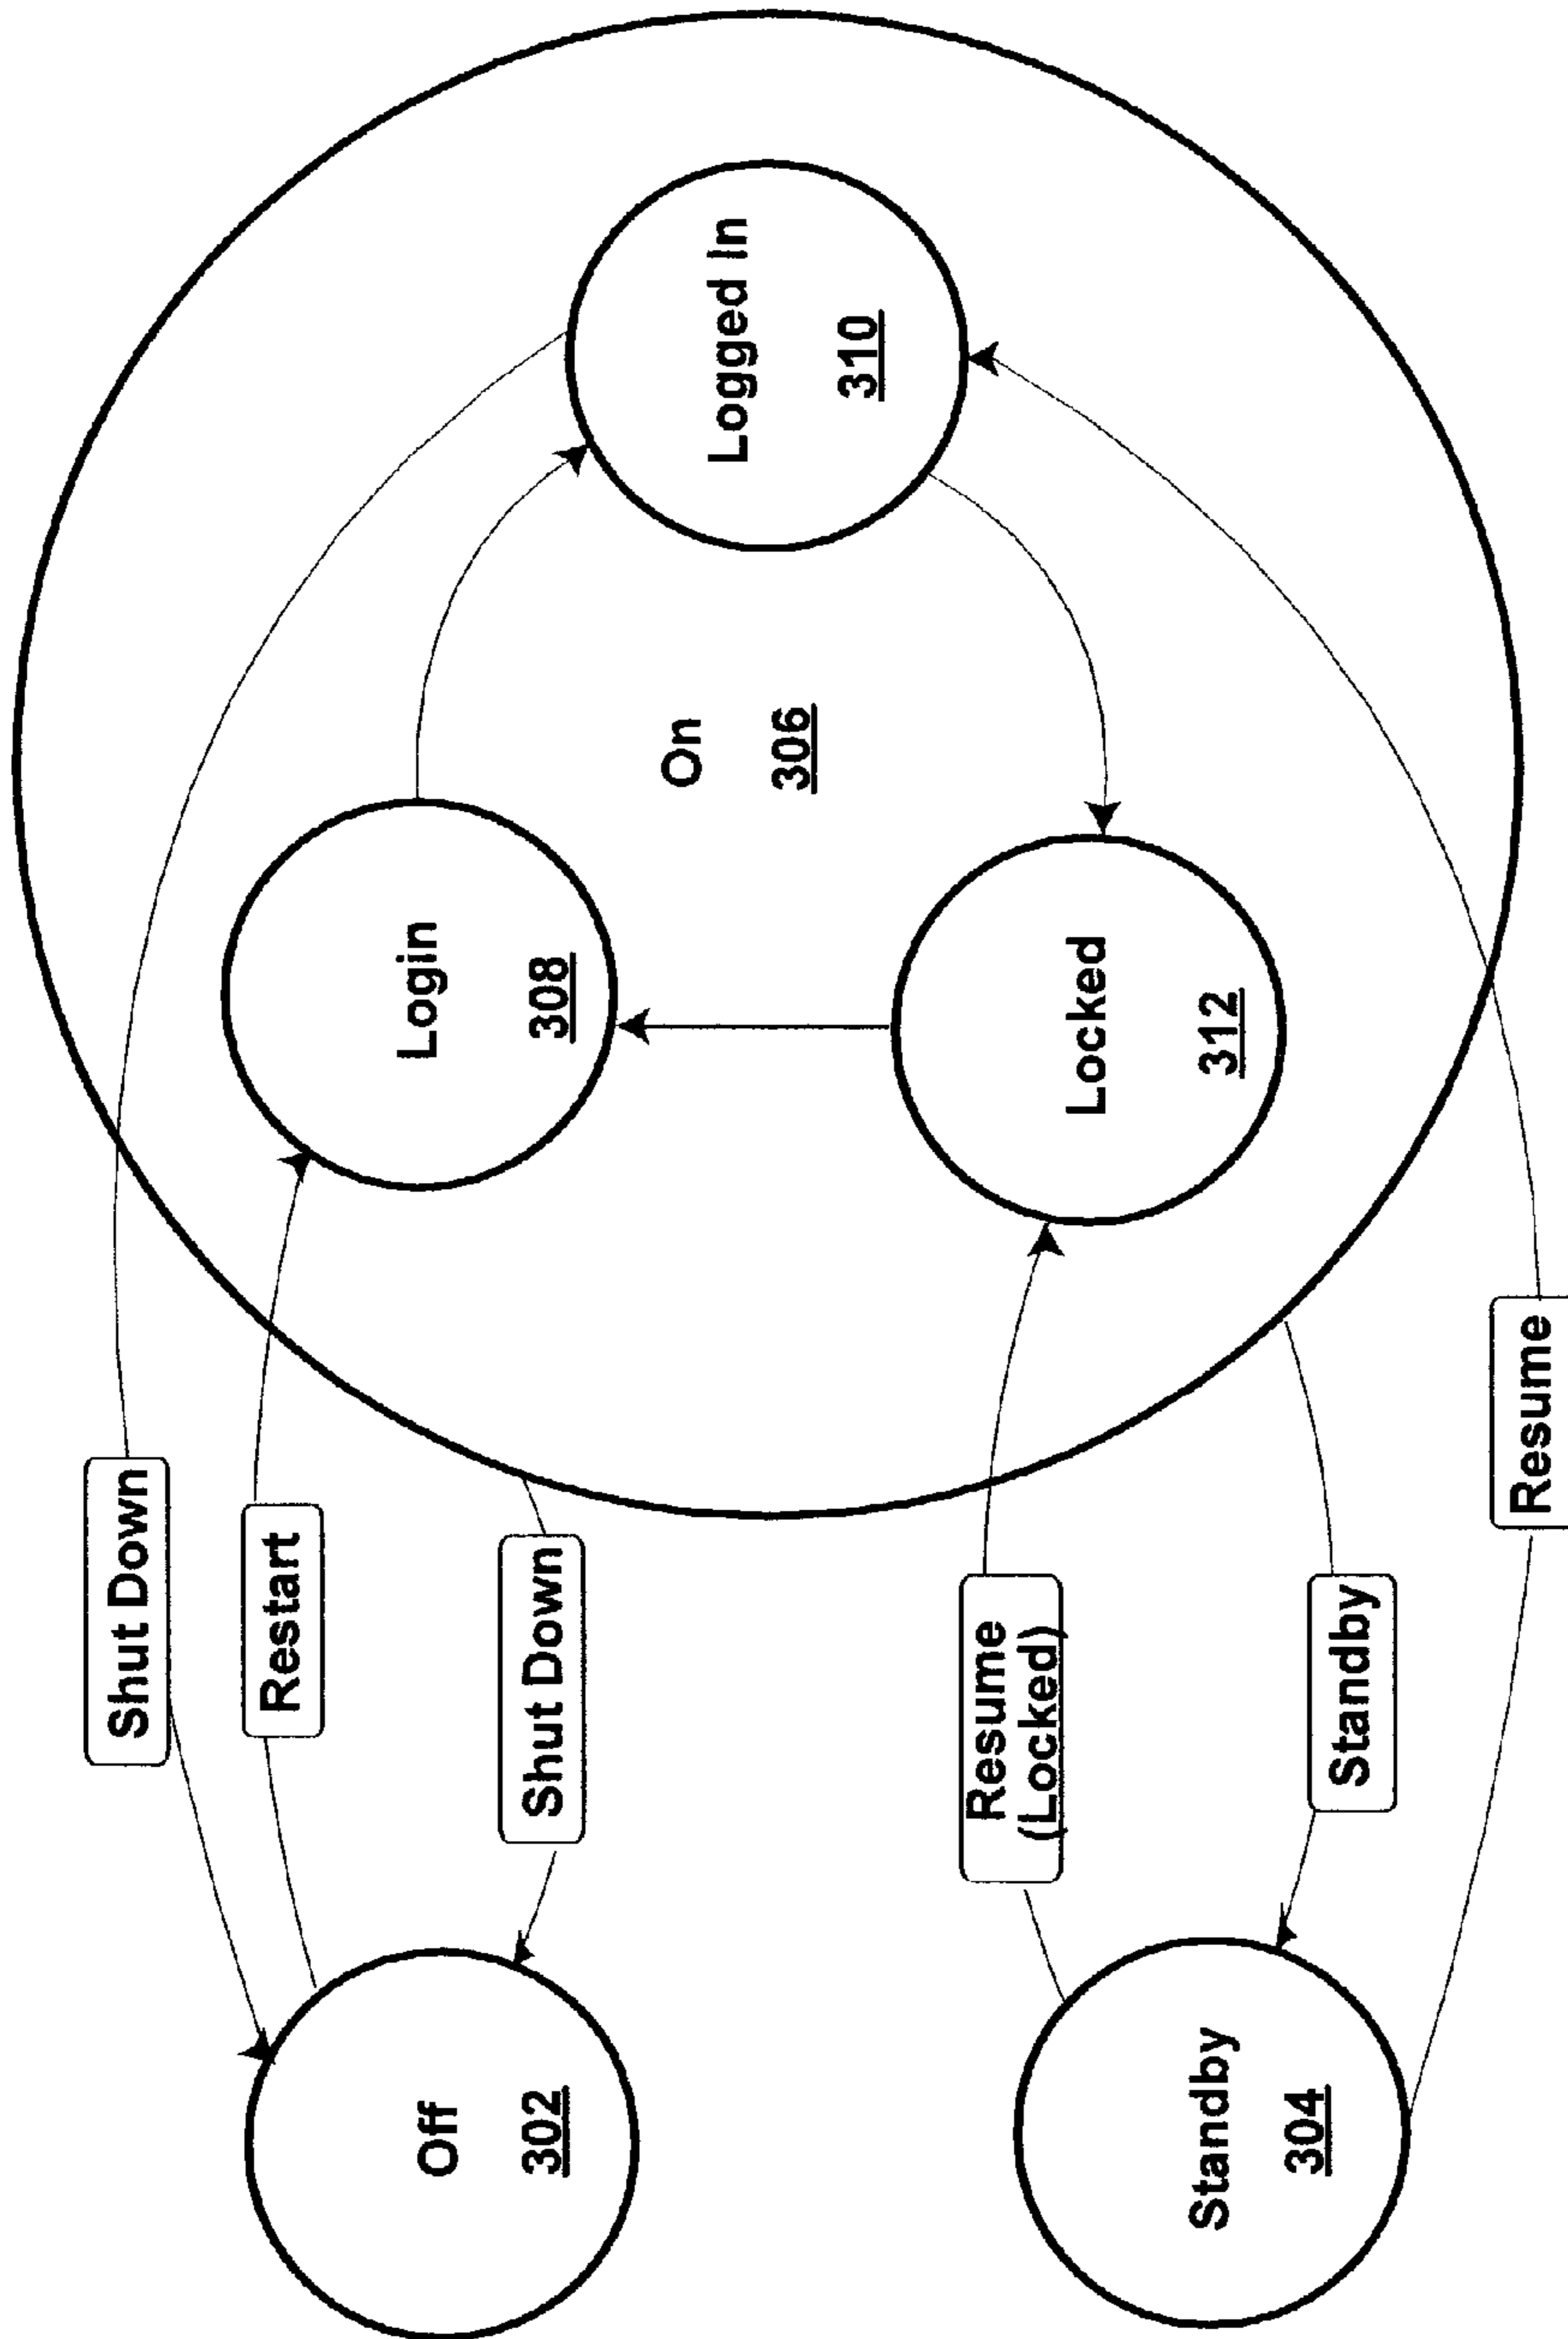 Shut Down
Restart
Shut Down
Off
302
Login
308
On
306
Logged In
310
Resume
(Locked)
Locked
312
Standby
Standby
304
Resume